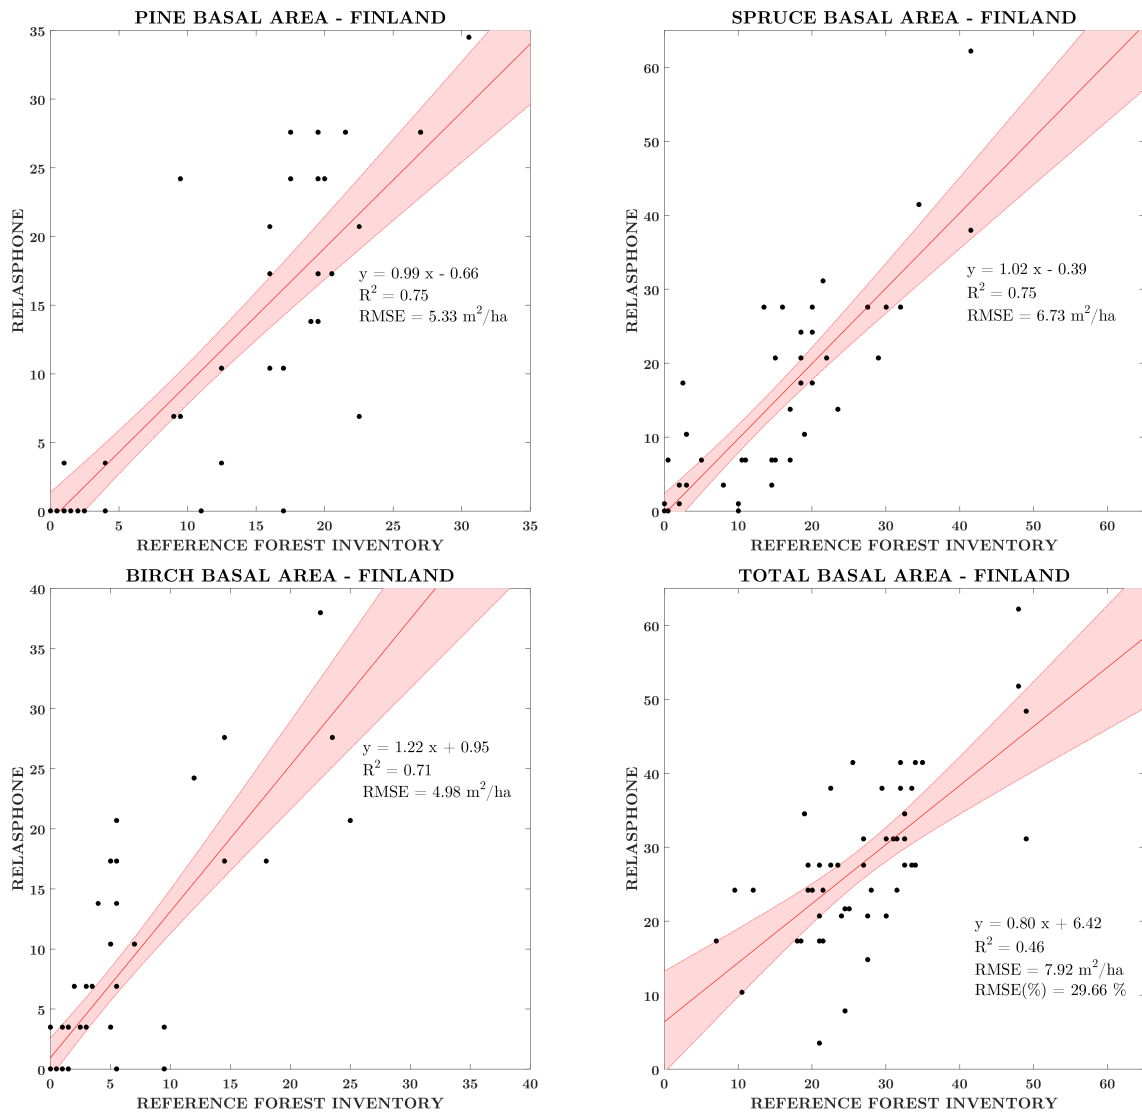 PINE BASAL AREA - FINLAND
35
30
25
20
15
10
5
0
RELASPHONE
y = 0.99 x - 0.66
R² = 0.75
RMSE = 5.33 m²/ha
0 5 10 15 20 25 30 35
REFERENCE FOREST INVENTORY
SPRUCE BASAL AREA - FINLAND
60
50
40
30
20
10
0
RELASPHONE
y = 1.02 x - 0.39
R² = 0.75
RMSE = 6.73 m²/ha
0 10 20 30 40 50 60
REFERENCE FOREST INVENTORY
BIRCH BASAL AREA - FINLAND
40
35
30
25
20
15
10
5
0
RELASPHONE
y = 1.22 x + 0.95
R² = 0.71
RMSE = 4.98 m²/ha
0 5 10 15 20 25 30 35 40
REFERENCE FOREST INVENTORY
TOTAL BASAL AREA - FINLAND
60
50
40
30
20
10
0
RELASPHONE
y = 0.80 x + 6.42
R² = 0.46
RMSE = 7.92 m²/ha
RMSE(%) = 29.66 %
0 10 20 30 40 50 60
REFERENCE FOREST INVENTORY